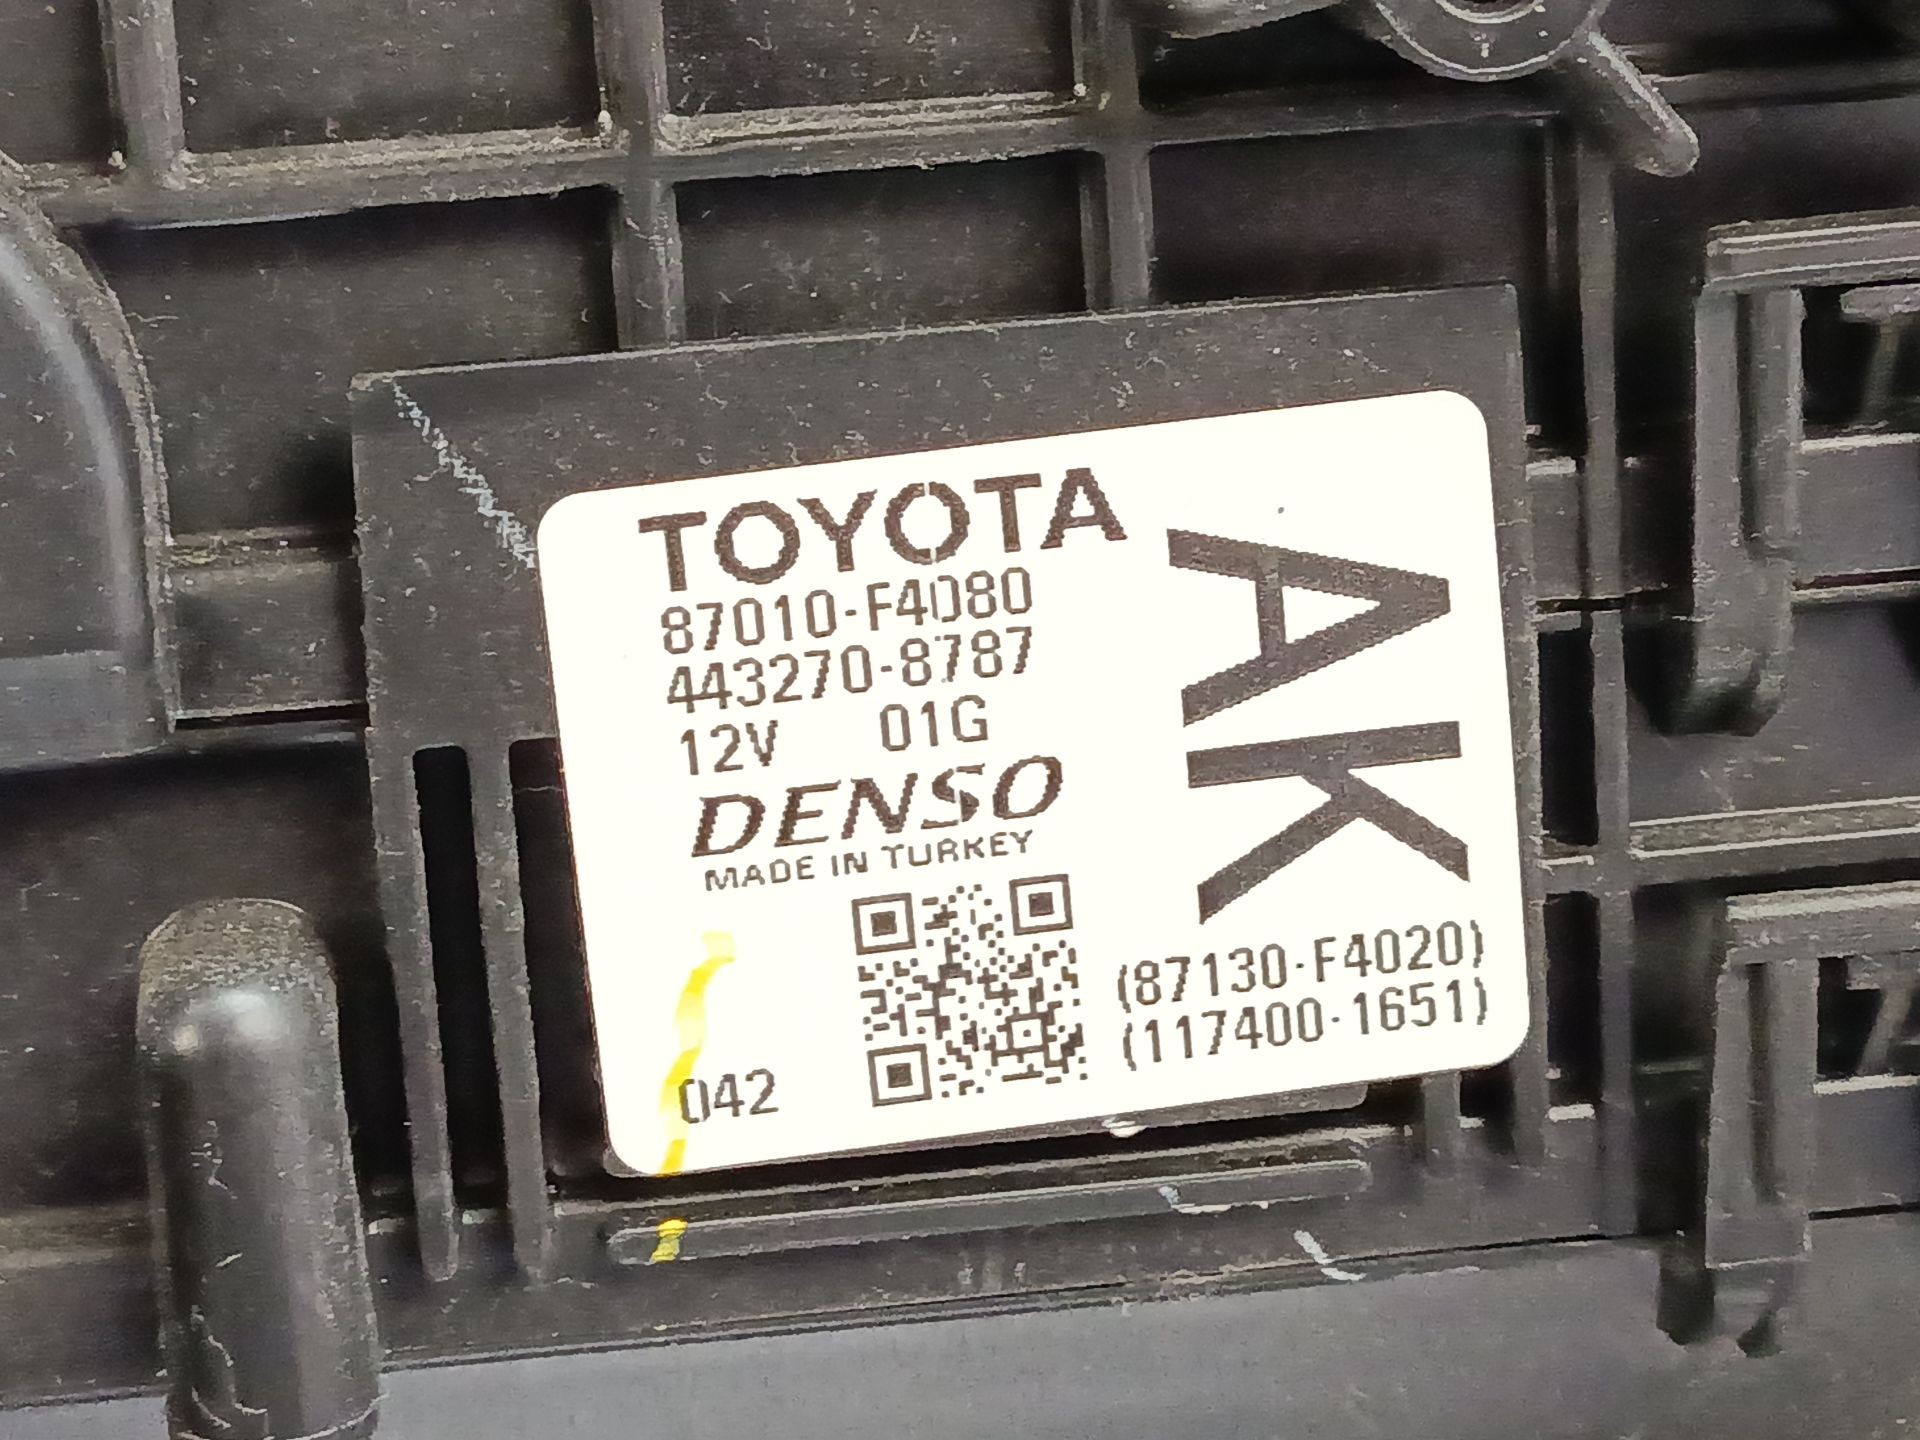 TOYOTA
87010-F4080
443270-8787
12V 01G
DENSO
MADE IN TURKEY
042
AK
(87130-F4020)
(117400-1651)